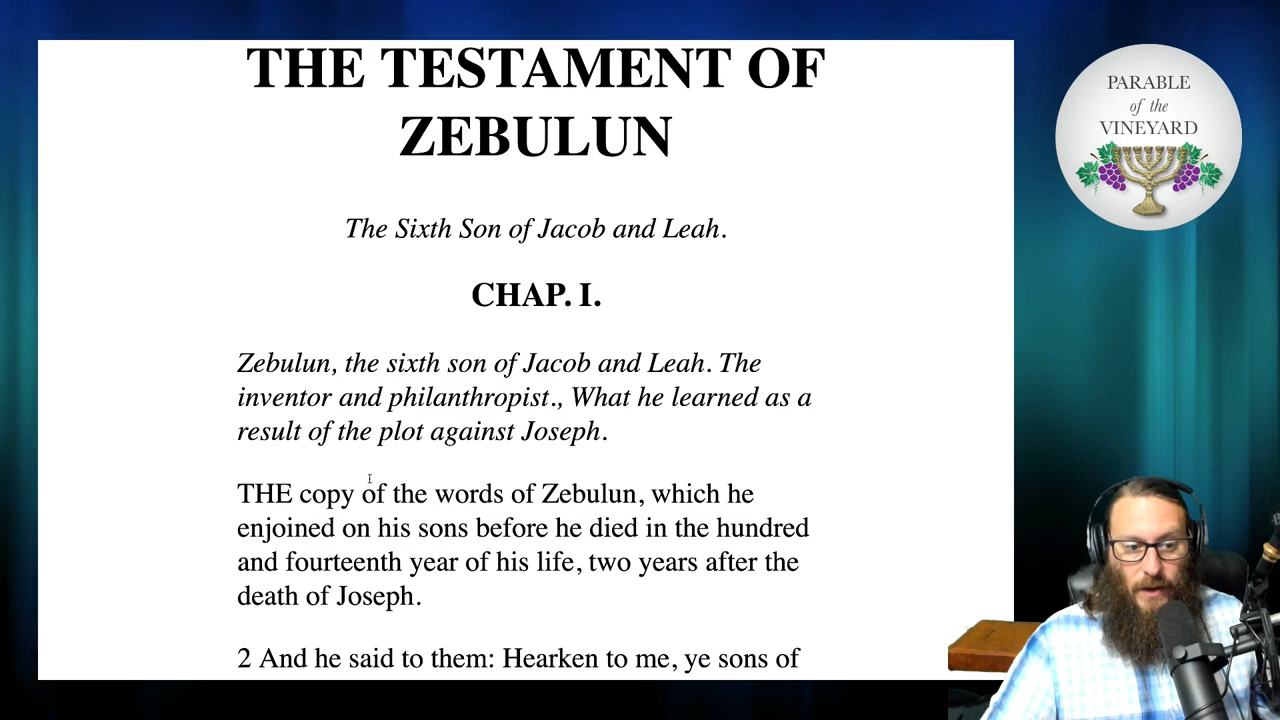 THE TESTAMENT OF
ZEBULUN
The Sixth Son of Jacob and Leah.
CHAP. I.
Zebulun, the sixth son of Jacob and Leah. The
inventor and philanthropist., What he learned as a
result of the plot against Joseph.
THE copy of the words of Zebulun, which he
enjoined on his sons before he died in the hundred
and fourteenth year of his life, two years after the
death of Joseph.
2 And he said to them: Hearken to me, ye sons of
PARABLE
of the
VINEYARD